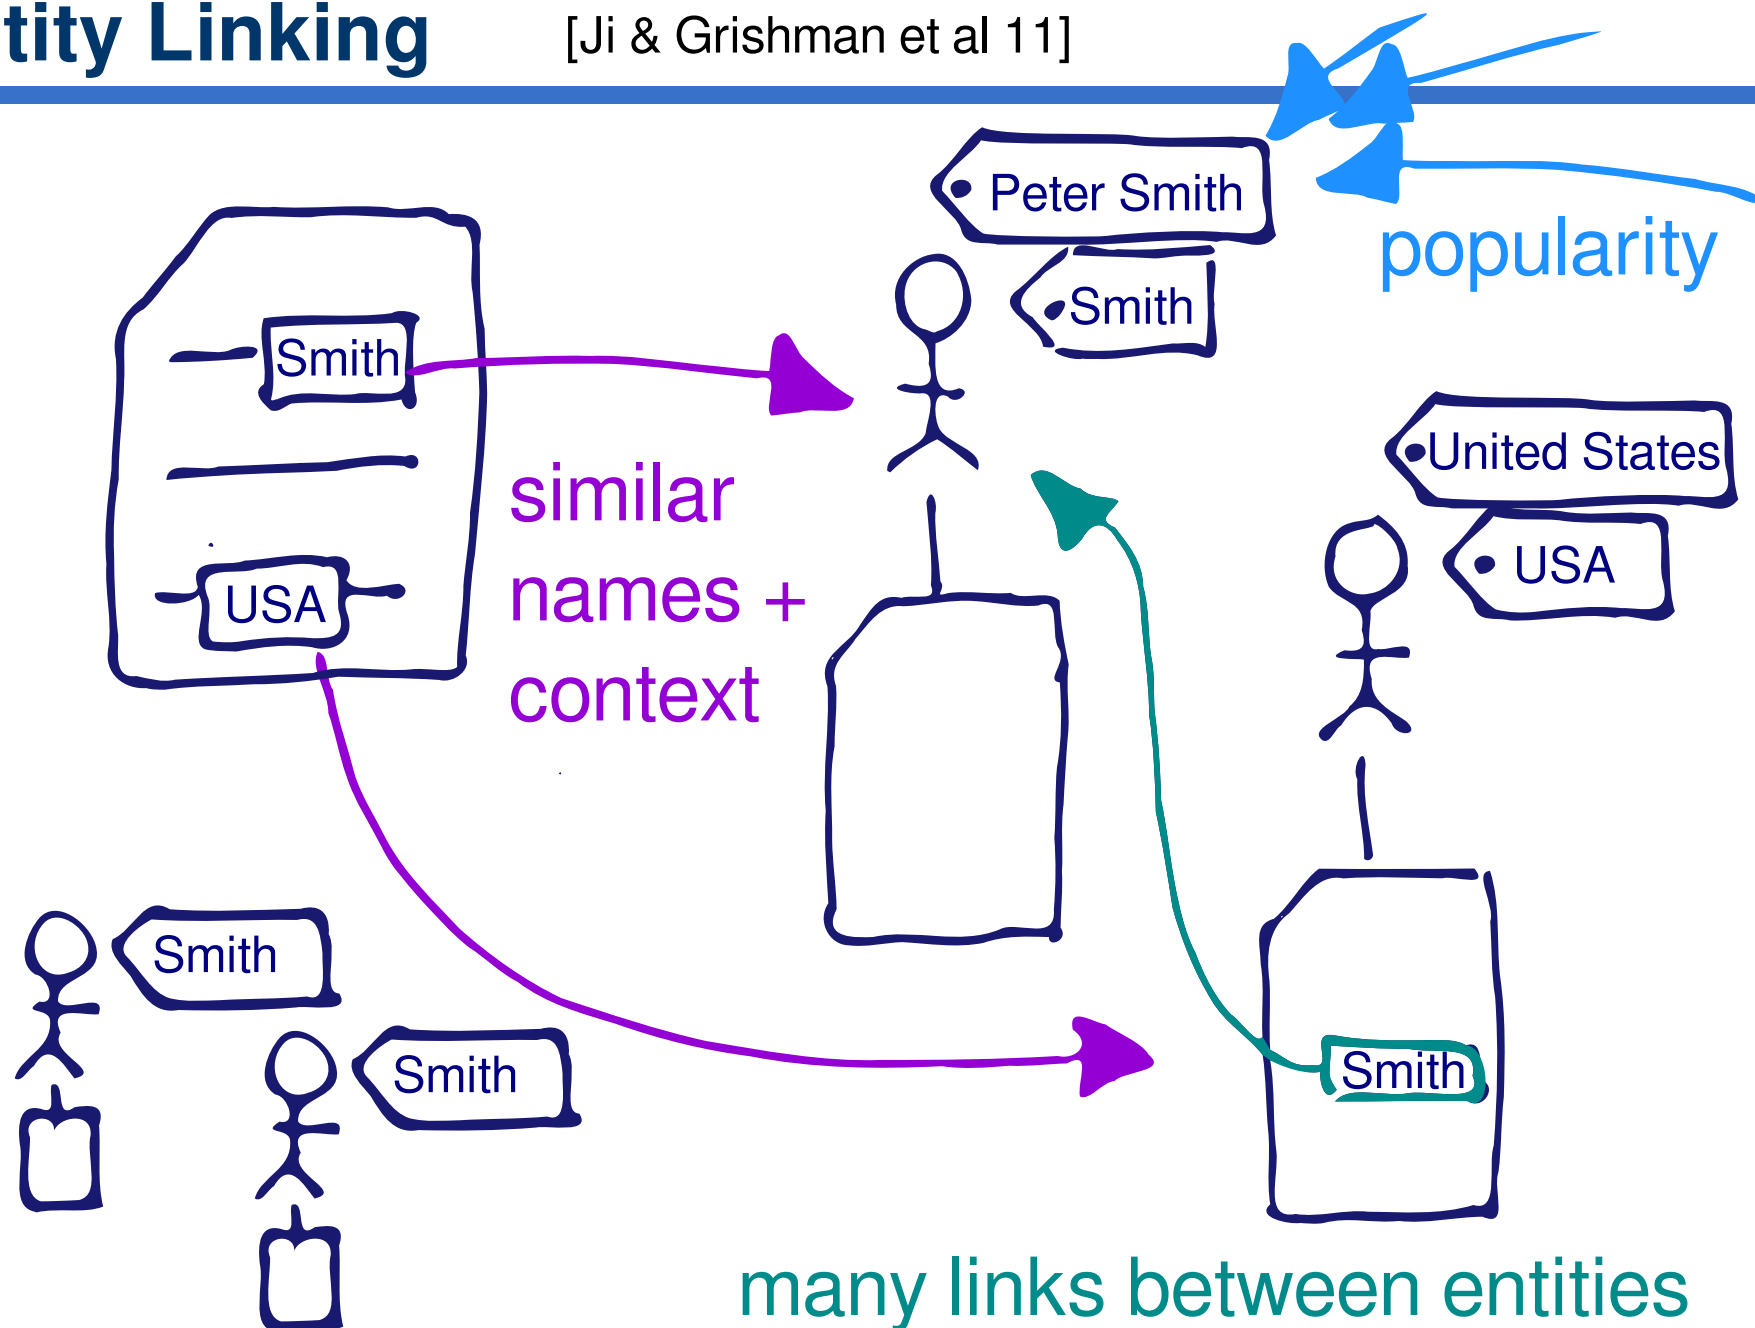 tity Linking [Ji & Grishman et al 11]
Peter Smith
popularity
Smith
Smith
United States
similar
names +
context
USA
USA
Smith
Smith
Smith
many links between entities